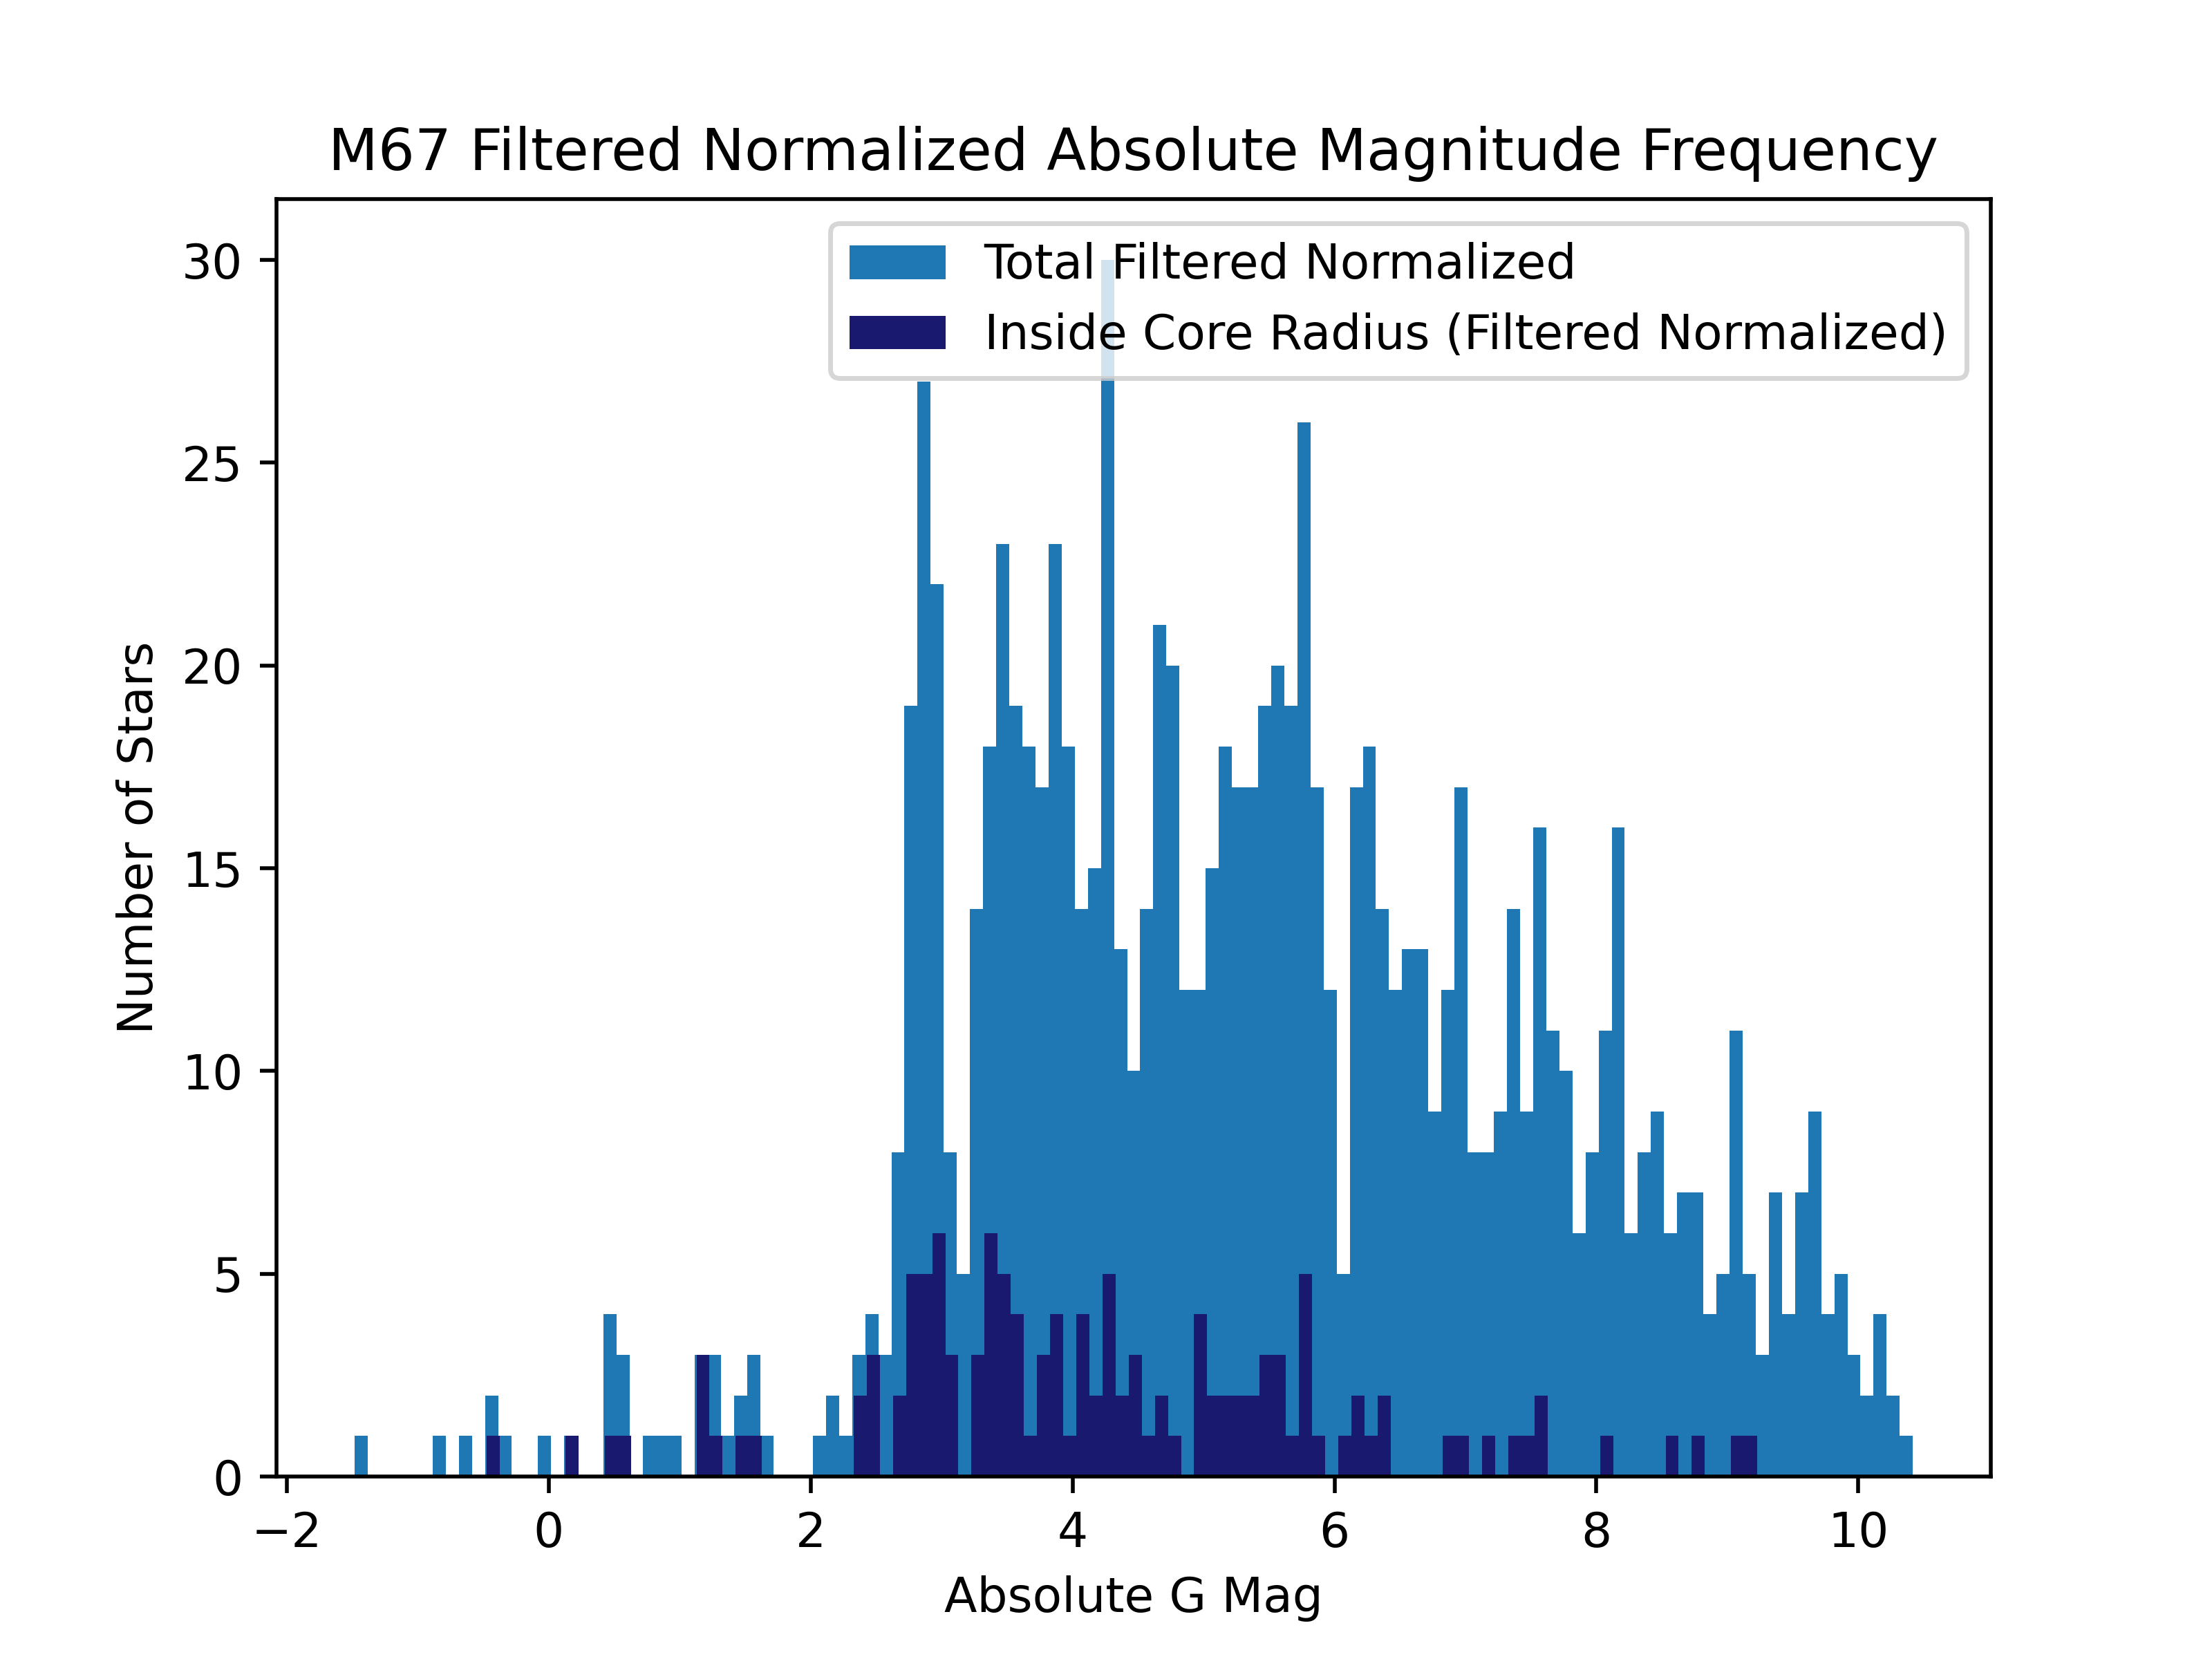 M67 Filtered Normalized Absolute Magnitude Frequency
Total Filtered Normalized
Inside Core Radius (Filtered Normalized)
30
25
20
15
10
5
0
Number of Stars
−2 0 2 4 6 8 10
Absolute G Mag